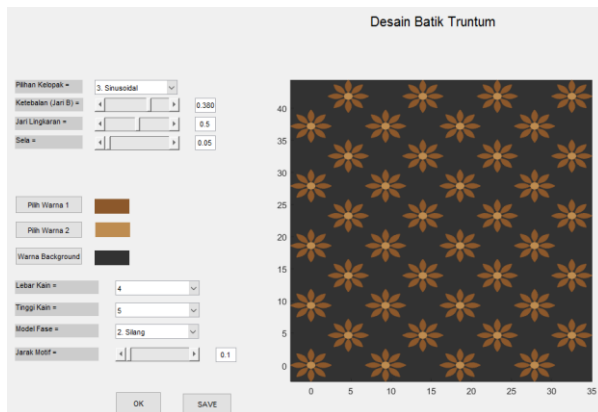 Desain Batik Truntum
Pilihan Kelopak =
3. Sinusoidal
Ketebalan (Jari B) =
0.380
Jari Lingkaran =
0.5
Sela =
0.05
Pilih Warna 1
Pilih Warna 2
Warna Background
Lebar Kain =
4
Tinggi Kain =
5
Model Fase =
2. Silang
Jarak Motif =
0.1
OK
SAVE
40
35
30
25
20
15
10
5
0
0 5 10 15 20 25 30 35